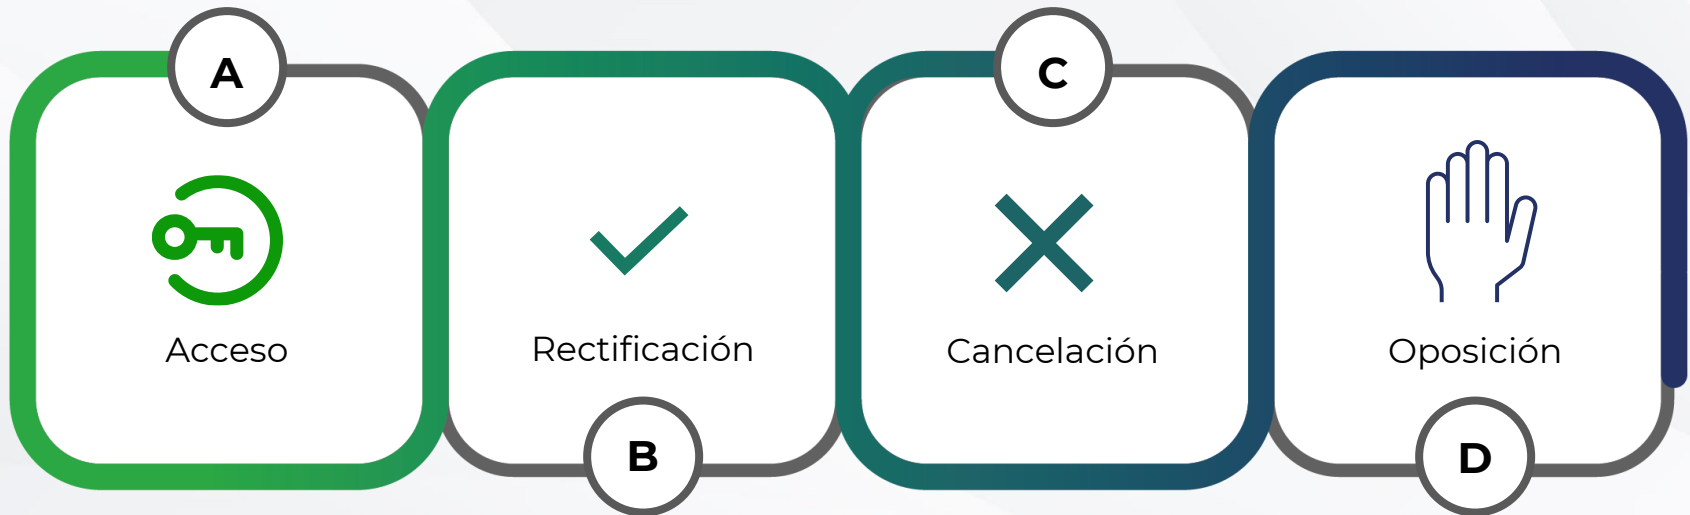 A
Acceso
Rectificación
B
C
Cancelación
Oposición
D